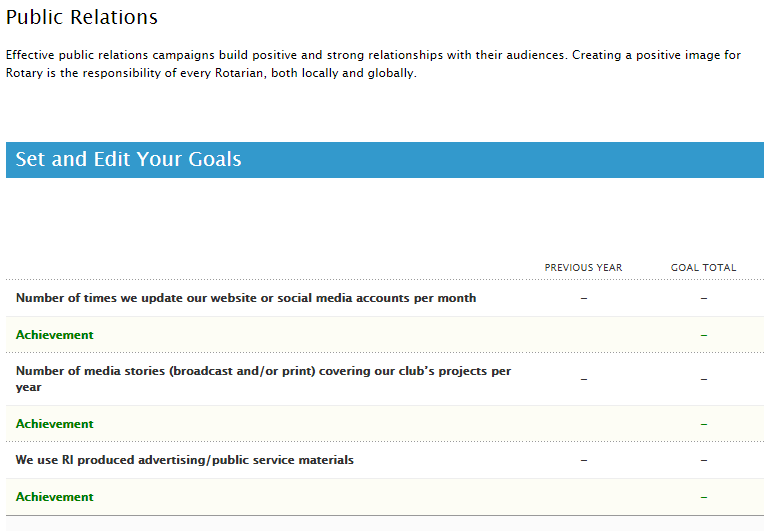 Public Relations
Effective public relations campaigns build positive and strong relationships with their audiences. Creating a positive image for
Rotary is the responsibility of every Rotarian, both locally and globally.
Set and Edit Your Goals
PREVIOUS YEAR GOAL TOTAL
Number of times we update our website or social media accounts per month – –
Achievement –
Number of media stories (broadcast and/or print) covering our club’s projects per
year – –
Achievement –
We use RI produced advertising/public service materials – –
Achievement –